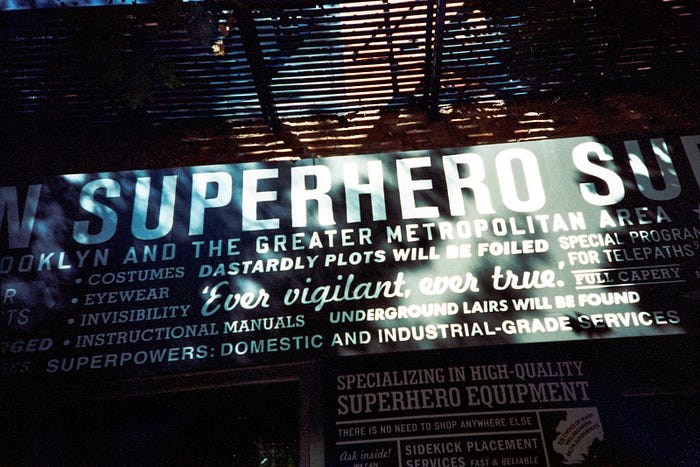 SUPERHERO SU
OOKLYN AND THE GREATER METROPOLITAN AREA
• COSTUMES
• EYEWEAR
• INVISIBILITY
• INSTRUCTIONAL MANUALS
DASTARDLY PLOTS WILL BE FOILED
'Ever vigilant, ever true.'
UNDERGROUND LAIRS WILL BE FOUND
SPECIAL PROGRAM
FOR TELEPATHS
FULL CAPERY
SUPERPOWERS: DOMESTIC AND INDUSTRIAL-GRADE SERVICES
SPECIALIZING IN HIGH-QUALITY
SUPERHERO EQUIPMENT
THERE IS NO NEED TO SHOP ANYWHERE ELSE
Ask inside!
SIDEKICK PLACEMENT
SERVICES FAST & RELIABLE